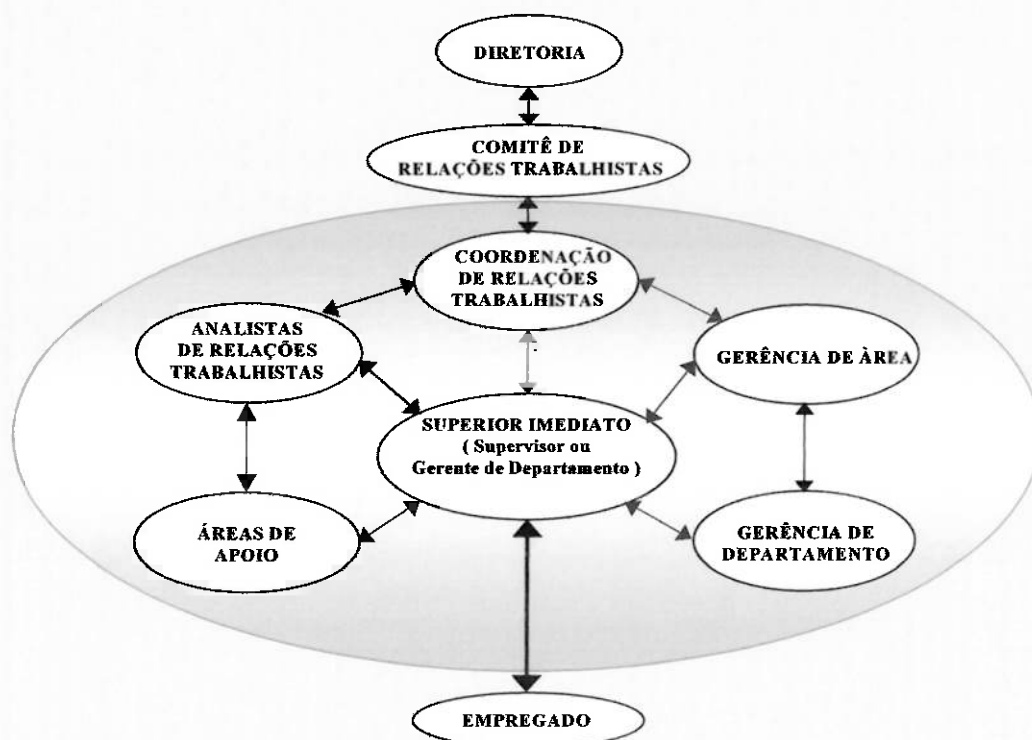 DIRETORIA
COMITÊ DE
RELAÇÕES TRABALHISTAS
COORDENAÇÃO
DE RELAÇÕES
TRABALHISTAS
ANALISTAS
DE RELAÇÕES
TRABALHISTAS
GERÊNCIA DE ÀREA
SUPERIOR IMEDIATO
( Supervisor ou
Gerente de Departamento )
ÁREAS DE
APOIO
GERÊNCIA DE
DEPARTAMENTO
EMPREGADO